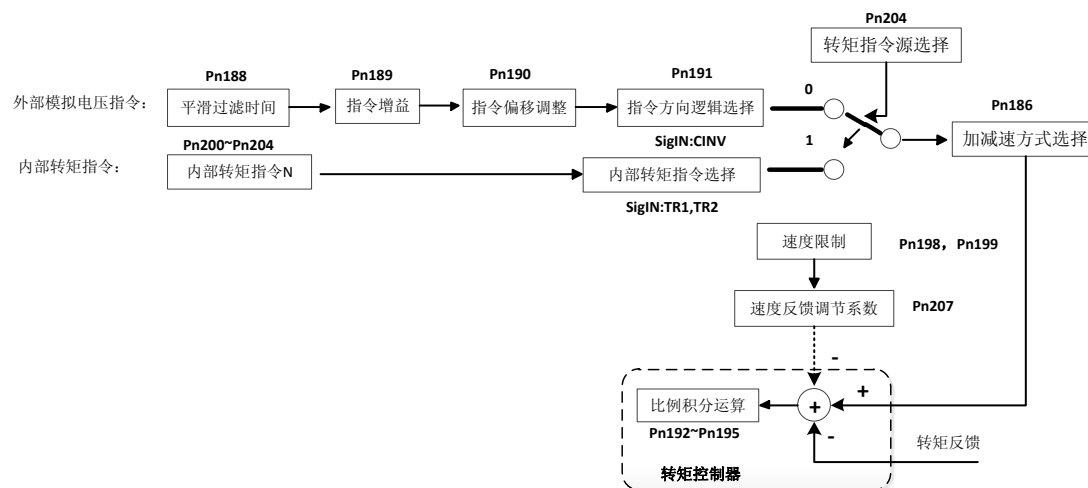 Pn204
转矩指令源选择
Pn188
Pn189
Pn190
Pn191
0
Pn186
外部模拟电压指令：
平滑过滤时间
指令增益
指令偏移调整
指令方向逻辑选择
加减速方式选择
SigIN:CINV
1
Pn200~Pn204
内部转矩指令：
内部转矩指令N
内部转矩指令选择
SigIN:TR1,TR2
速度限制
Pn198，Pn199
速度反馈调节系数
Pn207
-
+
比例积分运算
+
Pn192~Pn195
-
转矩反馈
转矩控制器